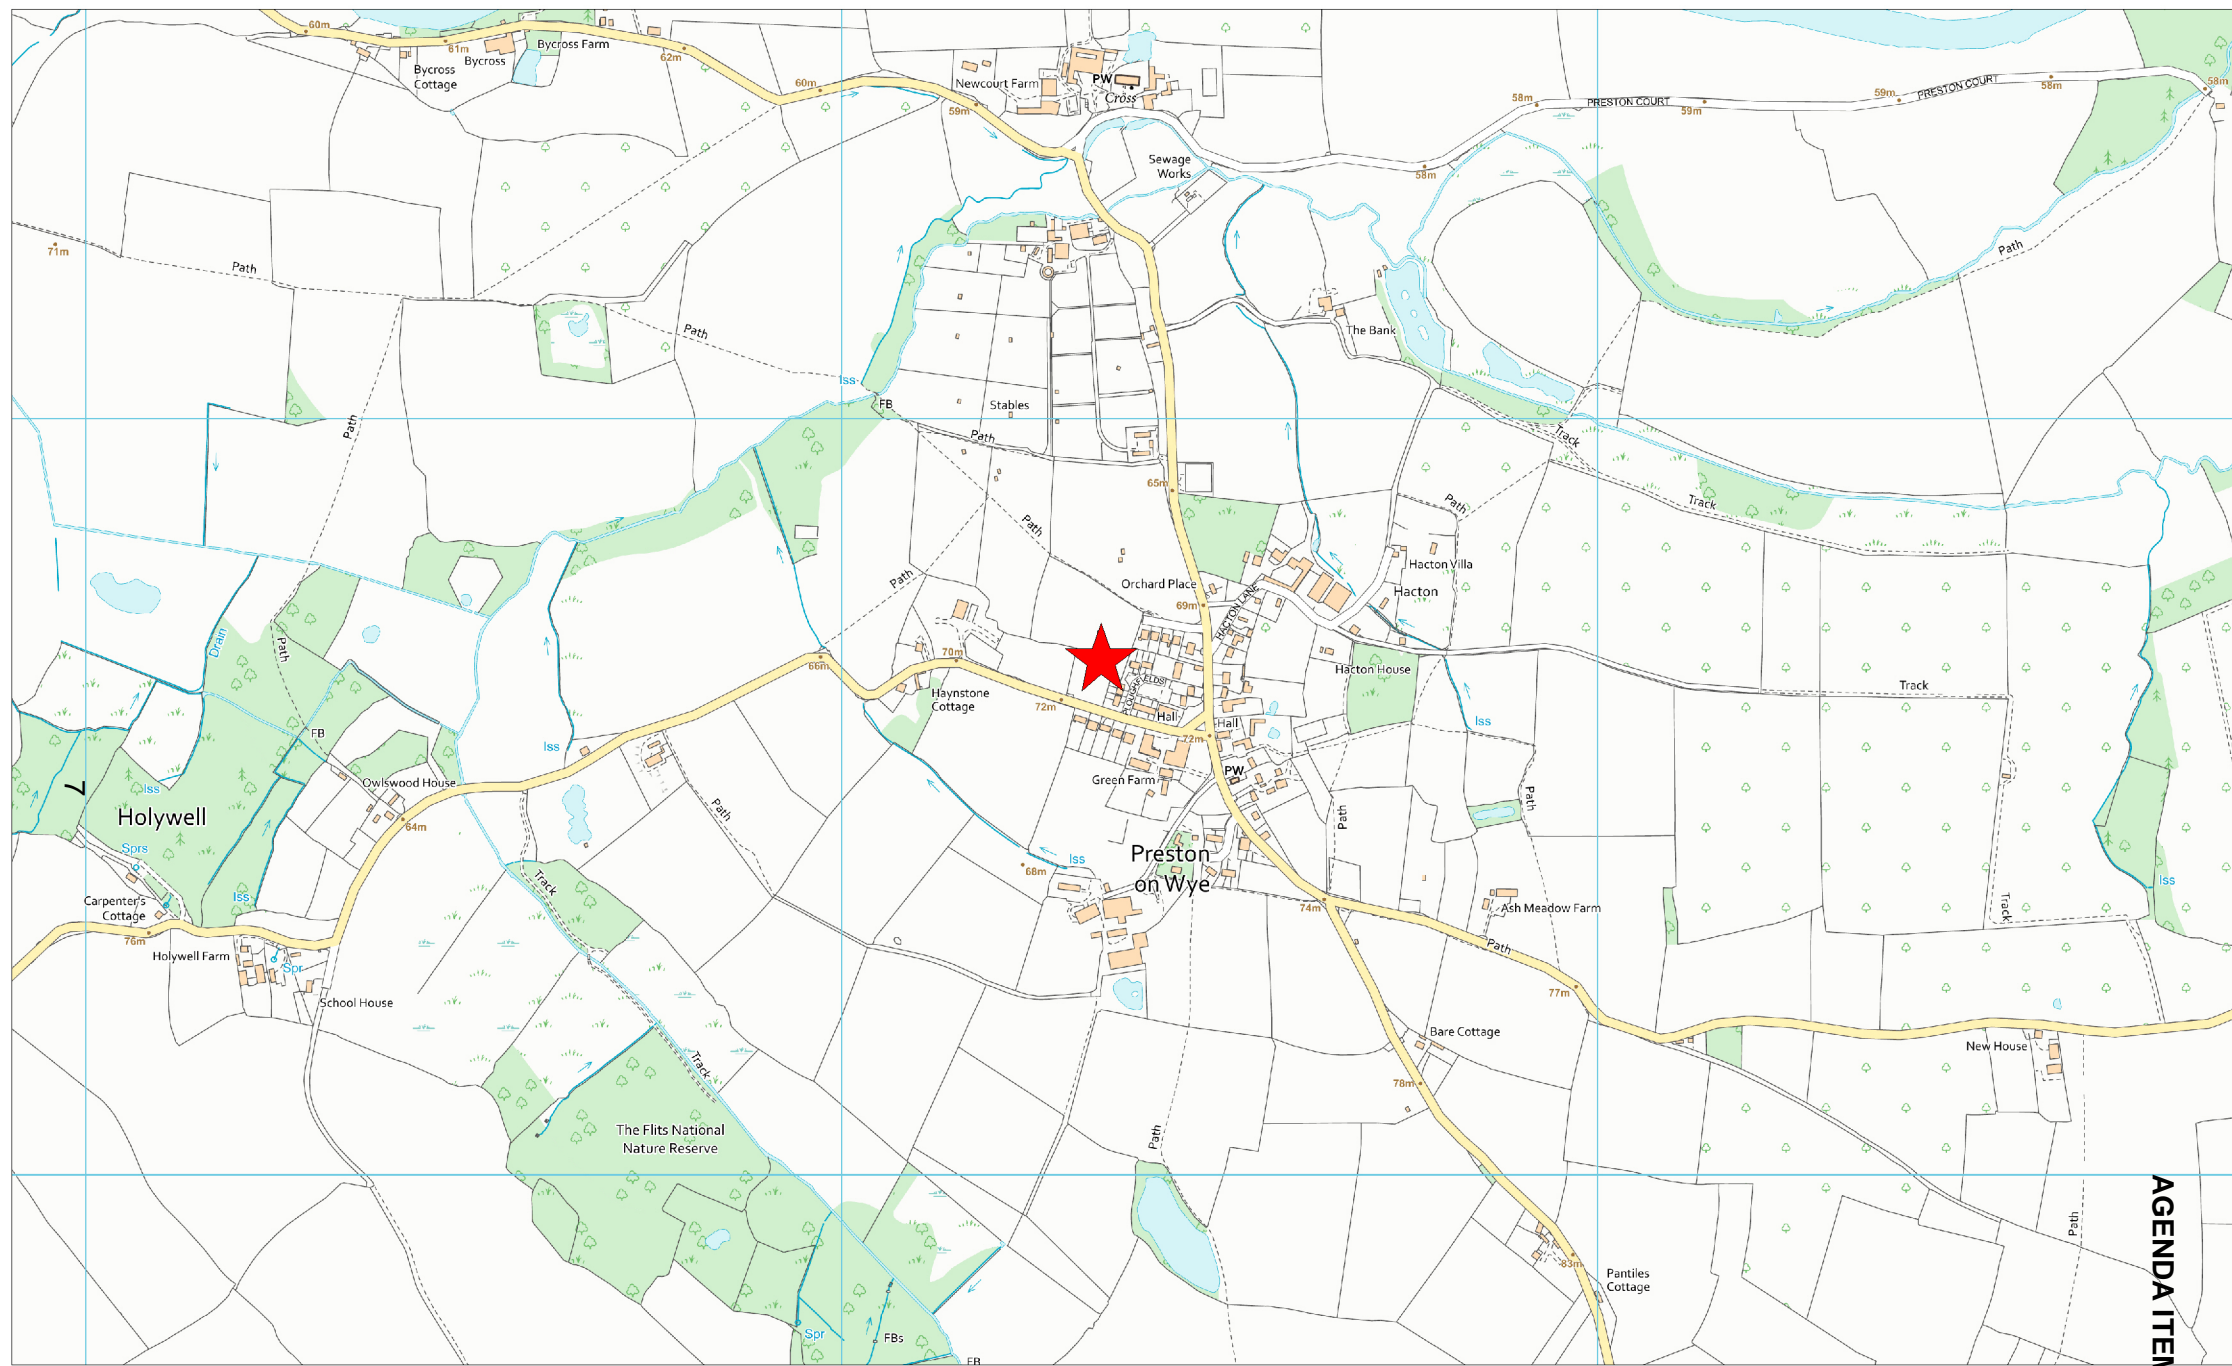 60m
61m
Bycross
Cottage
Bycross
Bycross Farm
62m
60m
Newcourt Farm
59m
PW
Cross
58m
PRESTON COURT
59m
59m
PRESTON COURT
58m
58m
Sewage
Works
58m
71m
Path
Path
Path
The Bank
Iss
FB
Stables
Path
Path
Track
Path
65m
Path
Track
Path
Orchard Place
Hacton Villa
Hacton
69m
HACTON LANE
Path
Drain
Path
66m
70m
Haynstone
Cottage
72m
Hacton House
Track
Hall
Hall
72m
Iss
Iss
FB
Owlswood House
64m
7
Iss
Holywell
Sprs
Path
Green Farm
PW
Path
Path
Preston
on Wye
Iss
68m
Track
Iss
Iss
Carpenter's
Cottage
76m
74m
Ash Meadow Farm
Path
Track
Holywell Farm
Spr
School House
77m
Bare Cottage
New House
78m
Track
The Flits National
Nature Reserve
Path
Path
AGENDA ITEM
83m
Pantiles
Cottage
Spr
FBs
FB